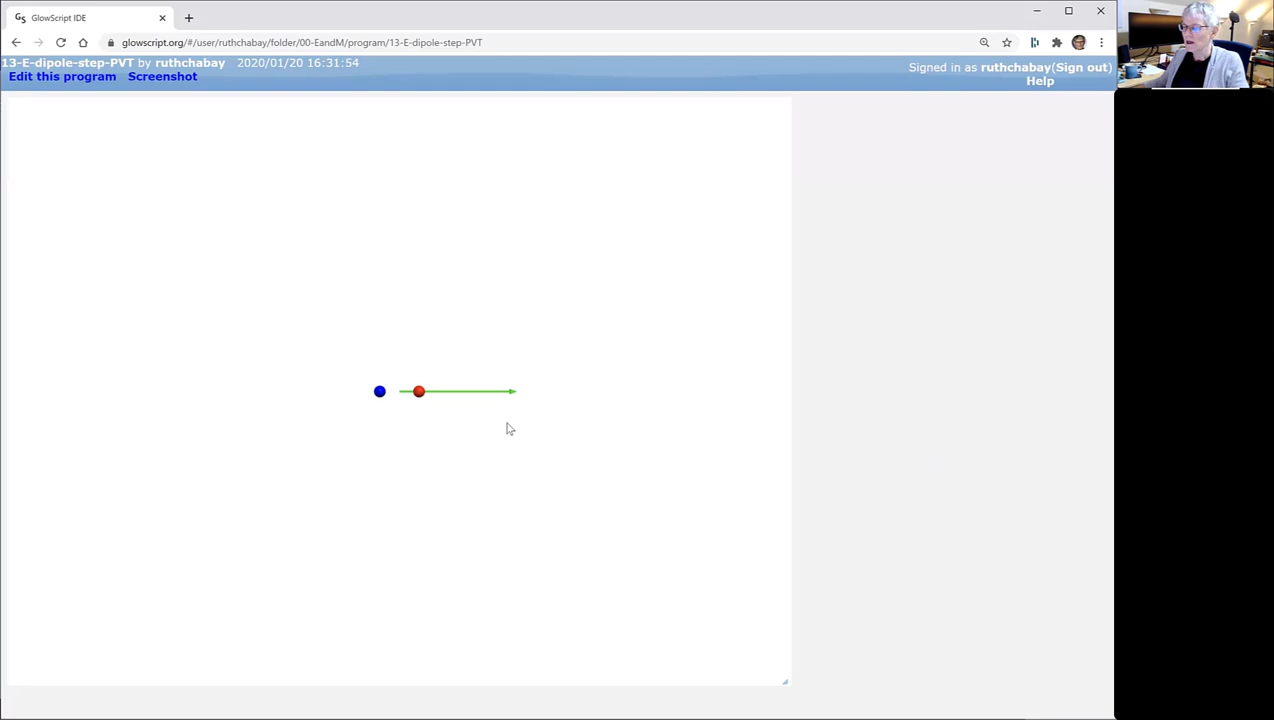 GlowScript IDE
glowscript.org/#/user/ruthchabay/folder/00-EandM/program/13-E-dipole-step-PVT
13-E-dipole-step-PVT by ruthchabay 2020/01/20 16:31:54
Signed in as ruthchabay(Sign out)
Edit this program Screenshot
Help